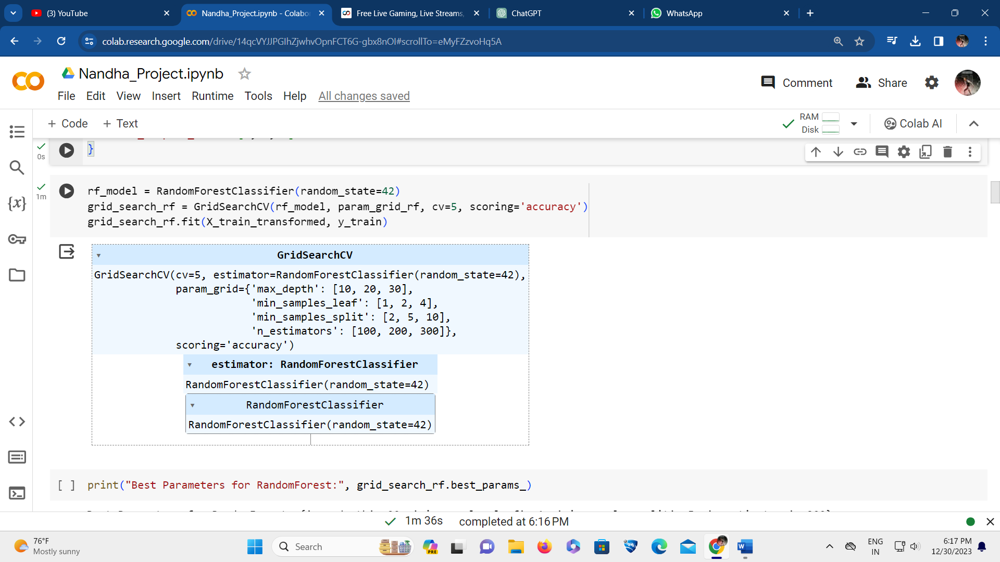 (3) YouTube
Nandha_Project.ipynb - Colabo
Free Live Gaming, Live Streams,
ChatGPT
WhatsApp
colab.research.google.com/drive/14qcVYJJPGIhZjwhvOpnFCT6G-gbx8nOI#scrollTo=eMyFZzvoHq5A
Nandha_Project.ipynb
File Edit View Insert Runtime Tools Help All changes saved
Comment
Share
+ Code + Text
RAM
Disk
Colab AI
}
0s
1m
rf_model = RandomForestClassifier(random_state=42)
grid_search_rf = GridSearchCV(rf_model, param_grid_rf, cv=5, scoring='accuracy')
grid_search_rf.fit(X_train_transformed, y_train)
GridSearchCV
GridSearchCV(cv=5, estimator=RandomForestClassifier(random_state=42),
param_grid={'max_depth': [10, 20, 30],
'min_samples_leaf': [1, 2, 4],
'min_samples_split': [2, 5, 10],
'n_estimators': [100, 200, 300]},
scoring='accuracy')
estimator: RandomForestClassifier
RandomForestClassifier(random_state=42)
RandomForestClassifier
RandomForestClassifier(random_state=42)
[ ] print("Best Parameters for RandomForest:", grid_search_rf.best_params_)
1m 36s completed at 6:16 PM
76°F
Mostly sunny
Search
PRE
ENG
IN
6:17 PM
12/30/2023